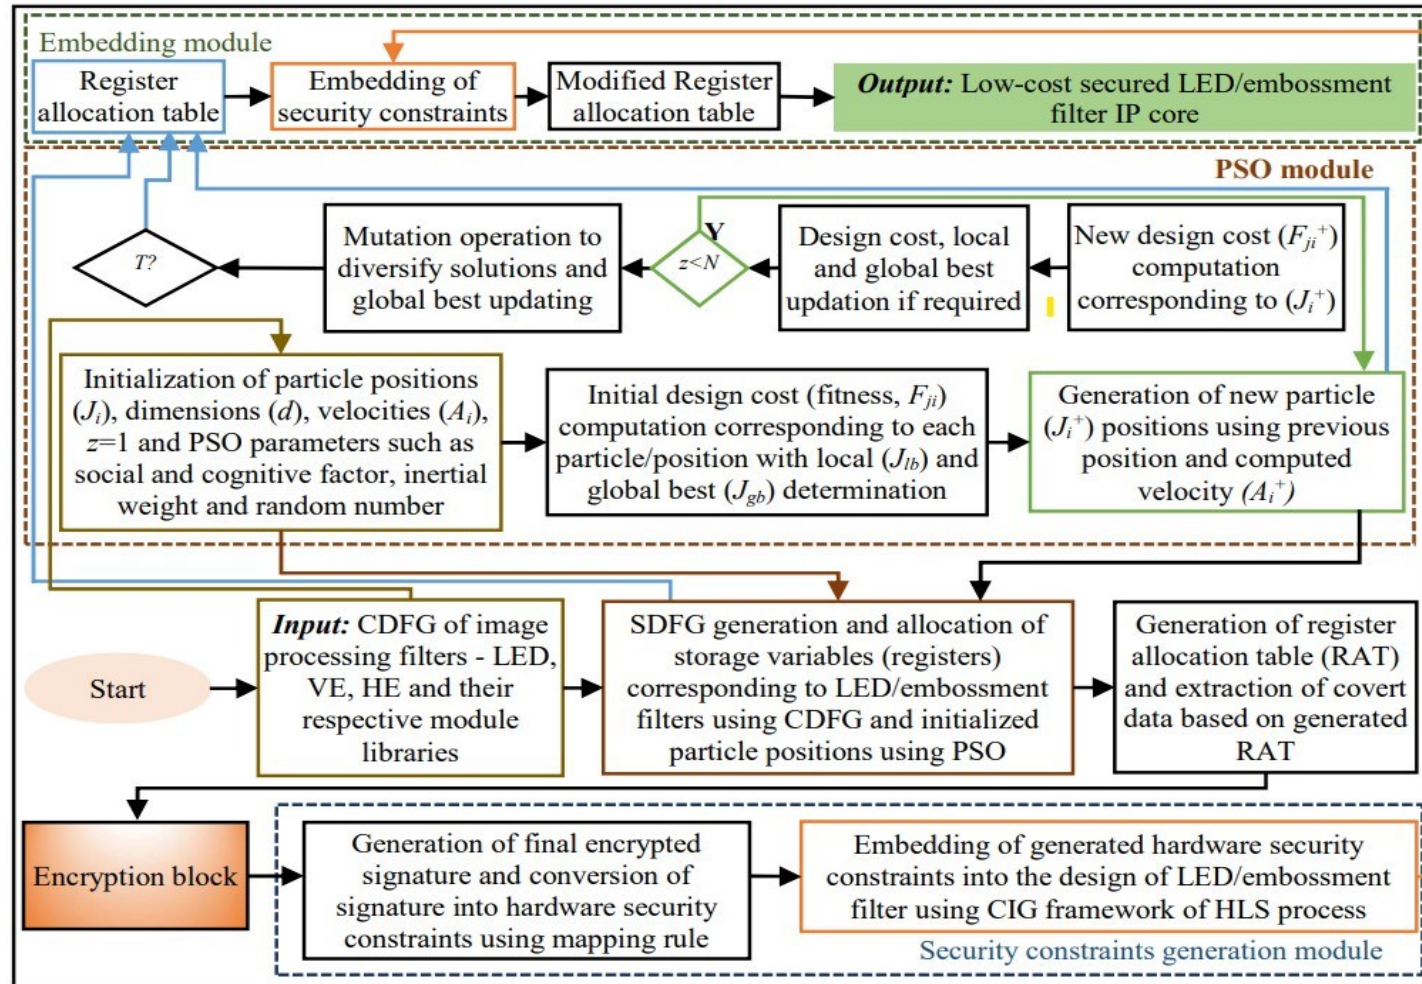 Embedding module
Register
allocation table
Embedding of
security constraints
Modified Register
allocation table
Output: Low-cost secured LED/embossment
filter IP core
PSO module
T?
Mutation operation to
diversify solutions and
global best updating
Y
z<N
Design cost, local
and global best
updation if required
New design cost (Fji+)
computation
corresponding to (Ji+)
Initialization of particle positions
(Ji), dimensions (d), velocities (Ai),
z=1 and PSO parameters such as
social and cognitive factor, inertial
weight and random number
Initial design cost (fitness, Fji)
computation corresponding to each
particle/position with local (Jlb) and
global best (Jgb) determination
Generation of new particle
(Ji+) positions using previous
position and computed
velocity (Ai+)
Start
Input: CDFG of image
processing filters - LED,
VE, HE and their
respective module
libraries
SDFG generation and allocation of
storage variables (registers)
corresponding to LED/embossment
filters using CDFG and initialized
particle positions using PSO
Generation of register
allocation table (RAT)
and extraction of covert
data based on generated
RAT
Encryption block
Generation of final encrypted
signature and conversion of
signature into hardware security
constraints using mapping rule
Embedding of generated hardware security
constraints into the design of LED/embossment
filter using CIG framework of HLS process
Security constraints generation module